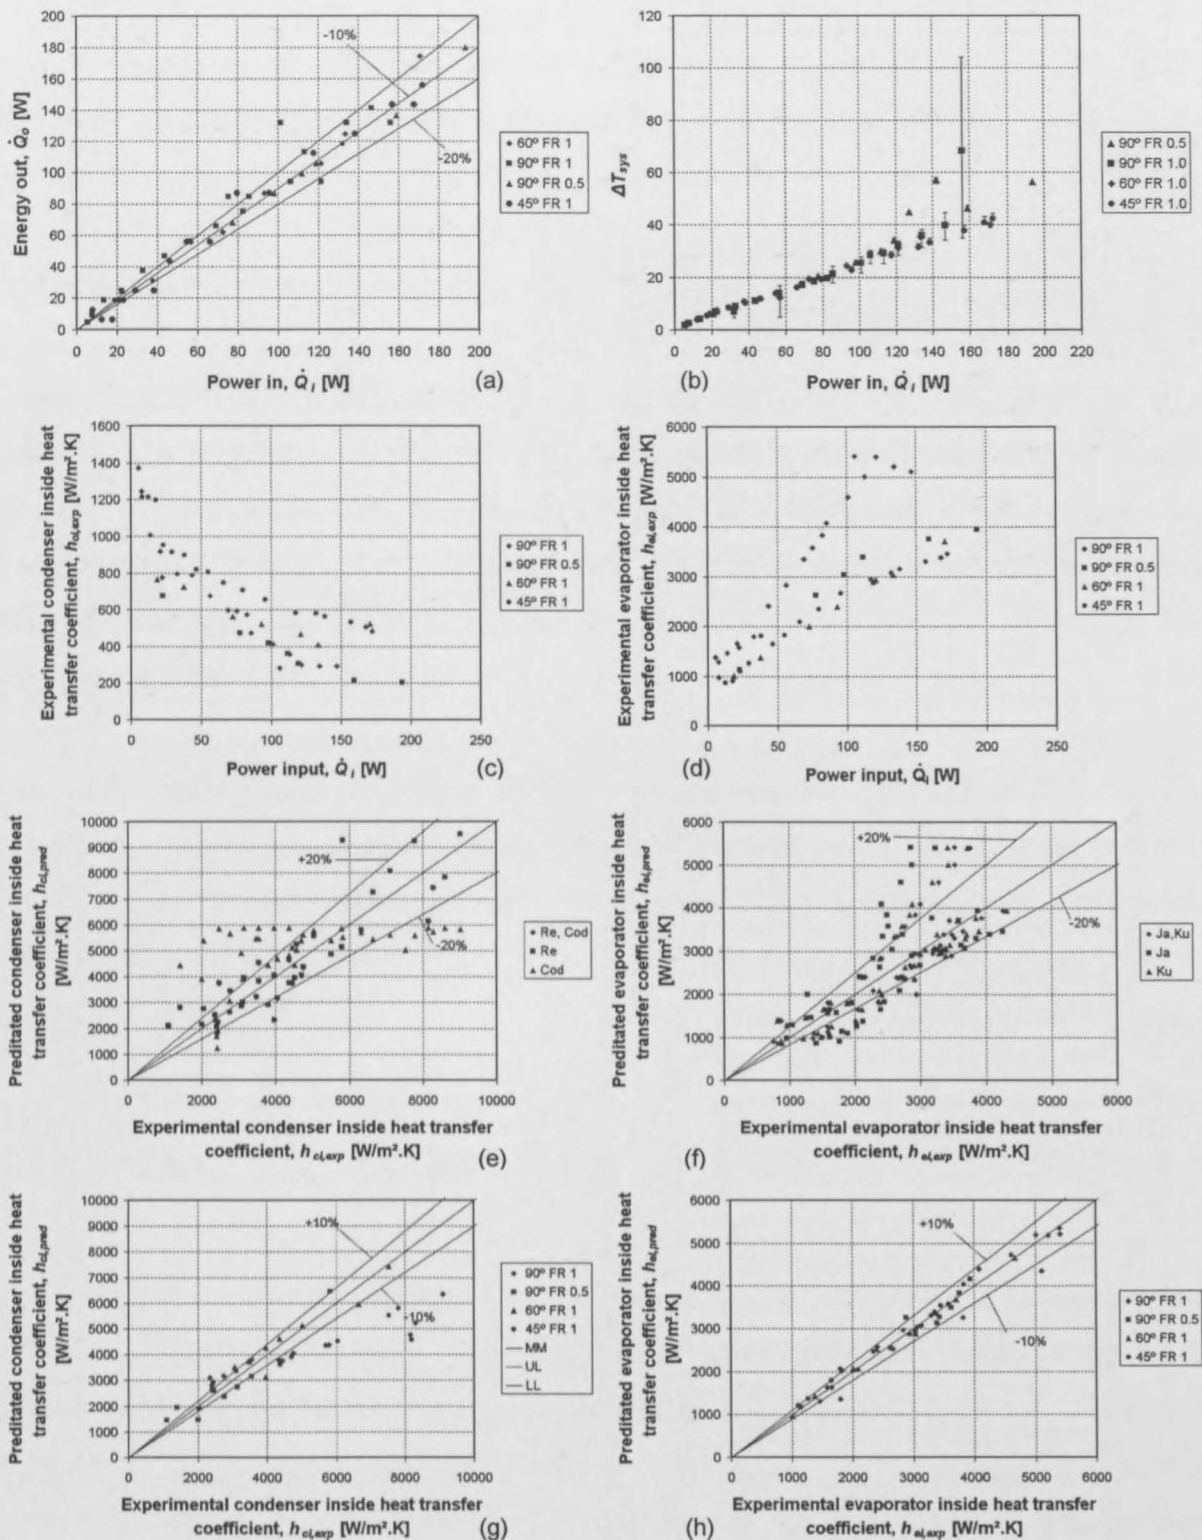 200
180
160
140
120
100
80
60
40
20
0
Energy out, Q̇o [W]
-10%
-20%
0 20 40 60 80 100 120 140 160 180 200
Power in, Q̇i [W]
(a)
60° FR 1
90° FR 1
90° FR 0.5
45° FR 1
120
100
80
60
40
20
0
ΔTsys
0 20 40 60 80 100 120 140 160 180 200 220
Power in, Q̇i [W]
(b)
90° FR 0.5
90° FR 1.0
60° FR 1.0
45° FR 1.0
1600
1400
1200
1000
800
600
400
200
0
Experimental condenser inside heat
transfer coefficient, hci,exp [W/m².K]
0 50 100 150 200 250
Power input, Q̇i [W]
(c)
90° FR 1
90° FR 0.5
60° FR 1
45° FR 1
6000
5000
4000
3000
2000
1000
0
Experimental evaporator inside heat
transfer coefficient, hei,exp [W/m².K]
0 50 100 150 200 250
Power input, Q̇i [W]
(d)
90° FR 1
90° FR 0.5
60° FR 1
45° FR 1
10000
9000
8000
7000
6000
5000
4000
3000
2000
1000
0
Preditated condenser inside heat
transfer coefficient, hci,pred
[W/m².K]
+20%
-20%
0 2000 4000 6000 8000 10000
Experimental condenser inside heat transfer
coefficient, hci,exp [W/m².K]
(e)
Re, Cod
Re
Cod
6000
5000
4000
3000
2000
1000
0
Preditated evaporator inside heat
transfer coefficient, hei,pred
[W/m².K]
+20%
-20%
0 1000 2000 3000 4000 5000 6000
Experimental evaporator inside heat transfer
coefficient, hei,exp [W/m².K]
(f)
Ja,Ku
Ja
Ku
10000
9000
8000
7000
6000
5000
4000
3000
2000
1000
0
Preditated condenser inside heat
transfer coefficient, hci,pred
[W/m².K]
+10%
-10%
0 2000 4000 6000 8000 10000
Experimental condenser inside heat transfer
coefficient, hci,exp [W/m².K]
(g)
90° FR 1
90° FR 0.5
60° FR 1
45° FR 1
MM
UL
LL
6000
5000
4000
3000
2000
1000
0
Preditated evaporator inside heat
transfer coefficient, hei,pred
[W/m².K]
+10%
-10%
0 1000 2000 3000 4000 5000 6000
Experimental evaporator inside heat transfer
coefficient, hei,exp [W/m².K]
(h)
90° FR 1
90° FR 0.5
60° FR 1
45° FR 1